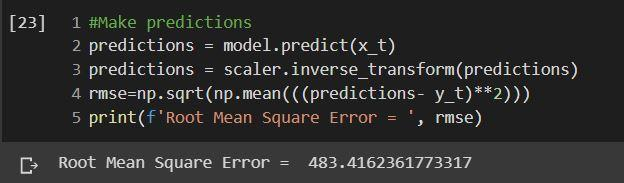 [23] 1 #Make predictions
2 predictions = model.predict(x_t)
3 predictions = scaler.inverse_transform(predictions)
4 rmse=np.sqrt(np.mean(((predictions- y_t)**2)))
5 print(f'Root Mean Square Error = ', rmse)
Root Mean Square Error =  483.4162361773317